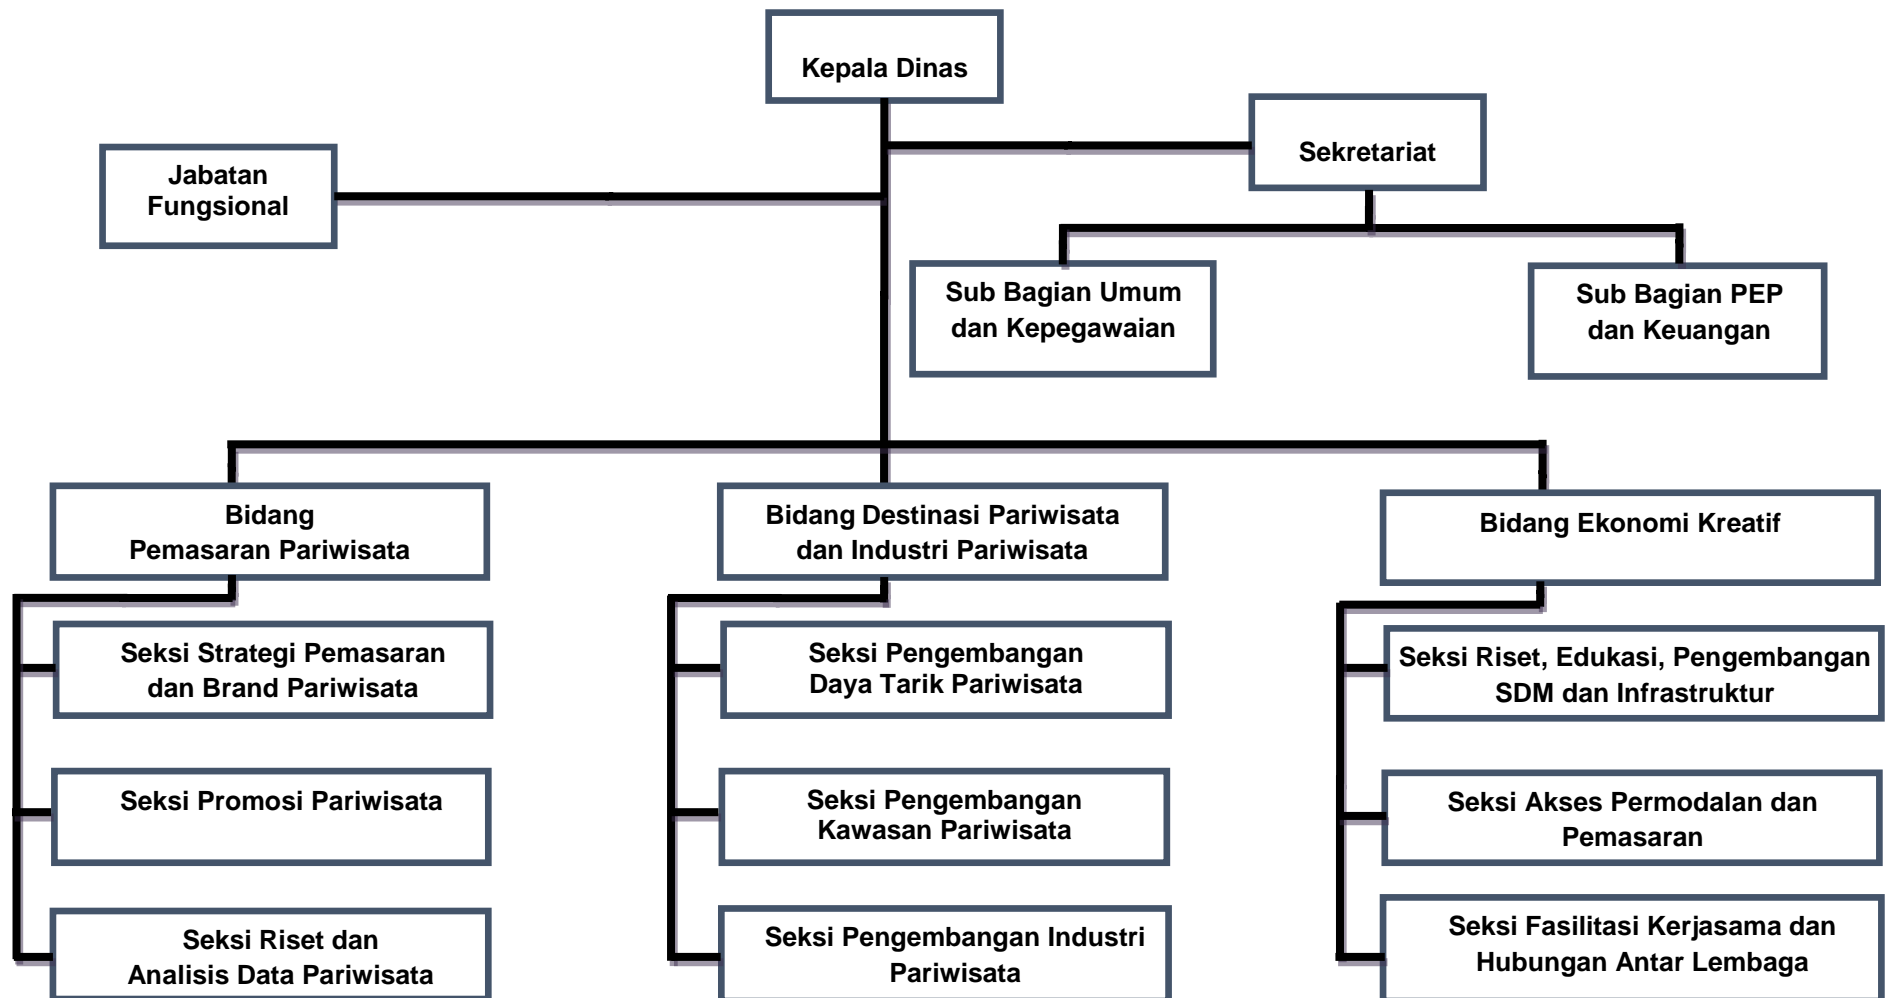 Kepala Dinas
Sekretariat
Jabatan
Fungsional
Sub Bagian Umum
dan Kepegawaian
Sub Bagian PEP
dan Keuangan
Bidang
Pemasaran Pariwisata
Bidang Destinasi Pariwisata
dan Industri Pariwisata
Bidang Ekonomi Kreatif
Seksi Strategi Pemasaran
dan Brand Pariwisata
Seksi Promosi Pariwisata
Seksi Riset dan
Analisis Data Pariwisata
Seksi Pengembangan
Daya Tarik Pariwisata
Seksi Pengembangan
Kawasan Pariwisata
Seksi Pengembangan Industri
Pariwisata
Seksi Riset, Edukasi, Pengembangan
SDM dan Infrastruktur
Seksi Akses Permodalan dan
Pemasaran
Seksi Fasilitasi Kerjasama dan
Hubungan Antar Lembaga